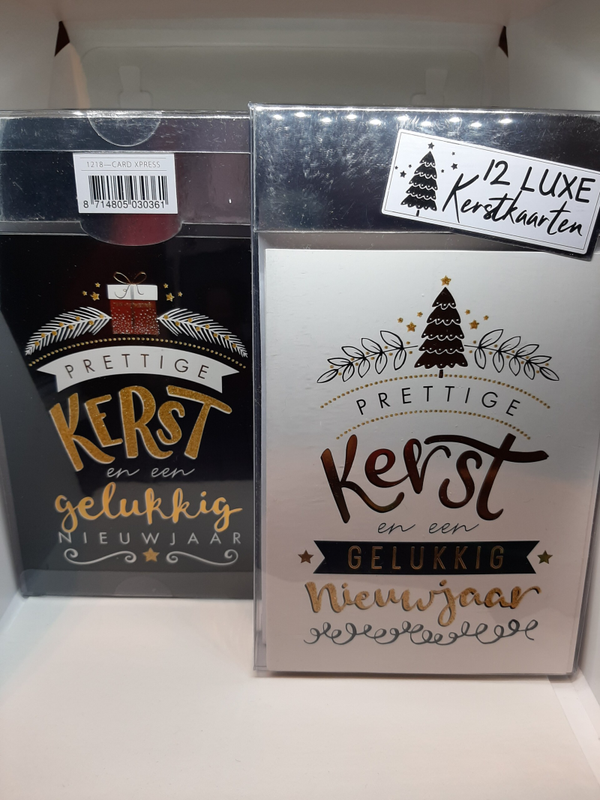 1218—CARD XPRESS
8 714805 030361
PRETTIGE
KERST
en een
gelukkig
NIEUWJAAR
12 LUXE
Kerstkaarten
PRETTIGE
Kerst
en een
GELUKKIG
Nieuwjaar